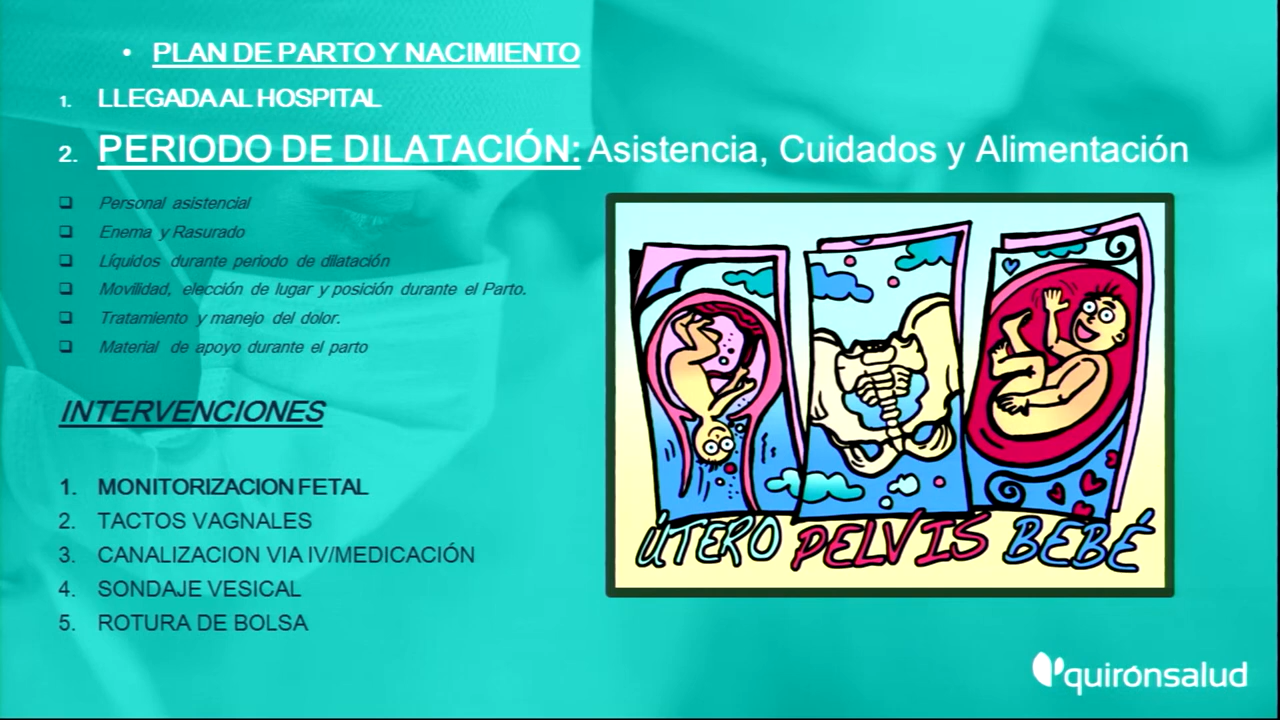 • PLAN DE PARTO Y NACIMIENTO
1. LLEGADA AL HOSPITAL
2. PERIODO DE DILATACIÓN: Asistencia, Cuidados y Alimentación
❑ Personal asistencial
❑ Enema y Rasurado
❑ Líquidos durante periodo de dilatación
❑ Movilidad, elección de lugar y posición durante el Parto.
❑ Tratamiento y manejo del dolor.
❑ Material de apoyo durante el parto
INTERVENCIONES
1. MONITORIZACION FETAL
2. TACTOS VAGNALES
3. CANALIZACION VIA IV/MEDICACIÓN
4. SONDAJE VESICAL
5. ROTURA DE BOLSA
ÚTERO PELVIS BEBÉ
quirónsalud